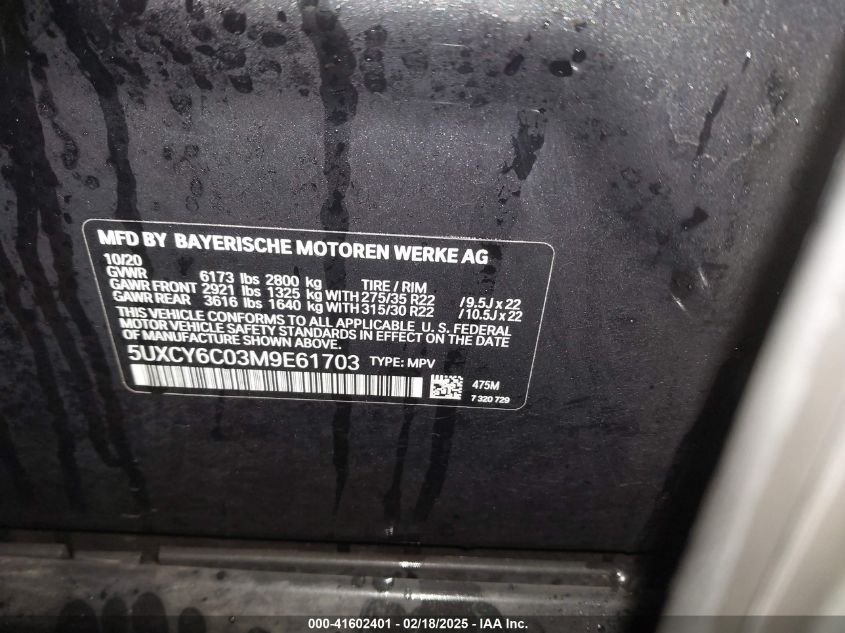 MFD BY BAYERISCHE MOTOREN WERKE AG
10/20
GVWR 6173 lbs 2800 kg TIRE / RIM
GAWR FRONT 2921 lbs 1325 kg WITH 275/35 R22 /9.5J x 22
GAWR REAR 3616 lbs 1640 kg WITH 315/30 R22 /10.5J x 22
THIS VEHICLE CONFORMS TO ALL APPLICABLE U. S. FEDERAL
MOTOR VEHICLE SAFETY STANDARDS IN EFFECT ON THE DATE
OF MANUFACTURE SHOWN ABOVE.
5UXCY6C03M9E61703 TYPE: MPV
475M
7 320 729
000-41602401 - 02/18/2025 - IAA Inc.